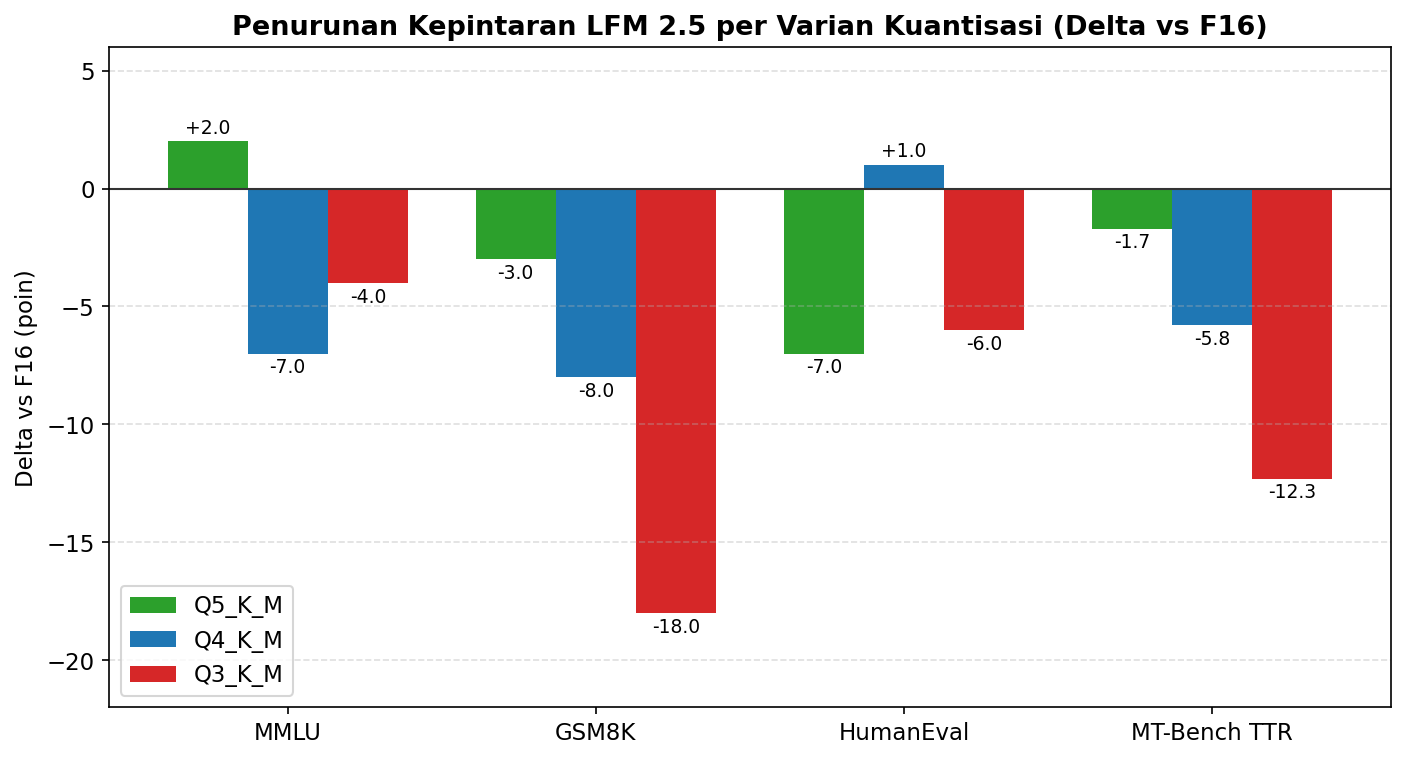 Penurunan Kepintaran LFM 2.5 per Varian Kuantisasi (Delta vs F16)
Delta vs F16 (poin)
5
0
−5
−10
−15
−20
+2.0
-7.0
-4.0
-3.0
-8.0
-18.0
-7.0
+1.0
-6.0
-1.7
-5.8
-12.3
Q5_K_M
Q4_K_M
Q3_K_M
MMLU
GSM8K
HumanEval
MT-Bench TTR